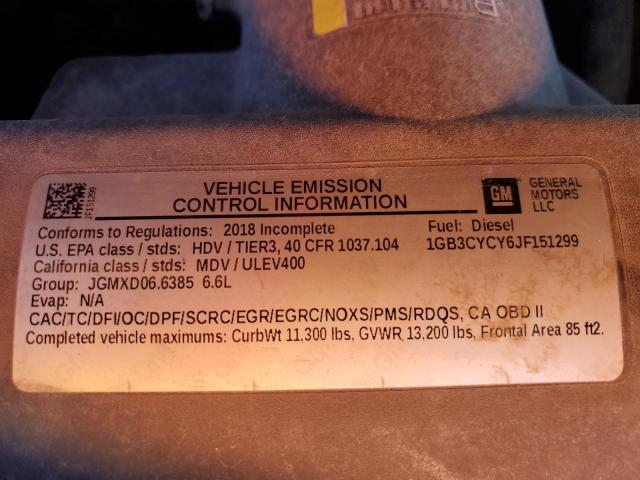 JF151299
VEHICLE EMISSION
CONTROL INFORMATION
GM
GENERAL
MOTORS
LLC
Conforms to Regulations: 2018 Incomplete
Fuel: Diesel
U.S. EPA class / stds: HDV / TIER3, 40 CFR 1037.104
1GB3CYCY6JF151299
California class / stds: MDV / ULEV400
Group: JGMXD06.6385 6.6L
Evap: N/A
CAC/TC/DFI/OC/DPF/SCRC/EGR/EGRC/NOXS/PMS/RDQS, CA OBD II
Completed vehicle maximums: CurbWt 11,300 lbs, GVWR 13,200 lbs, Frontal Area 85 ft2.